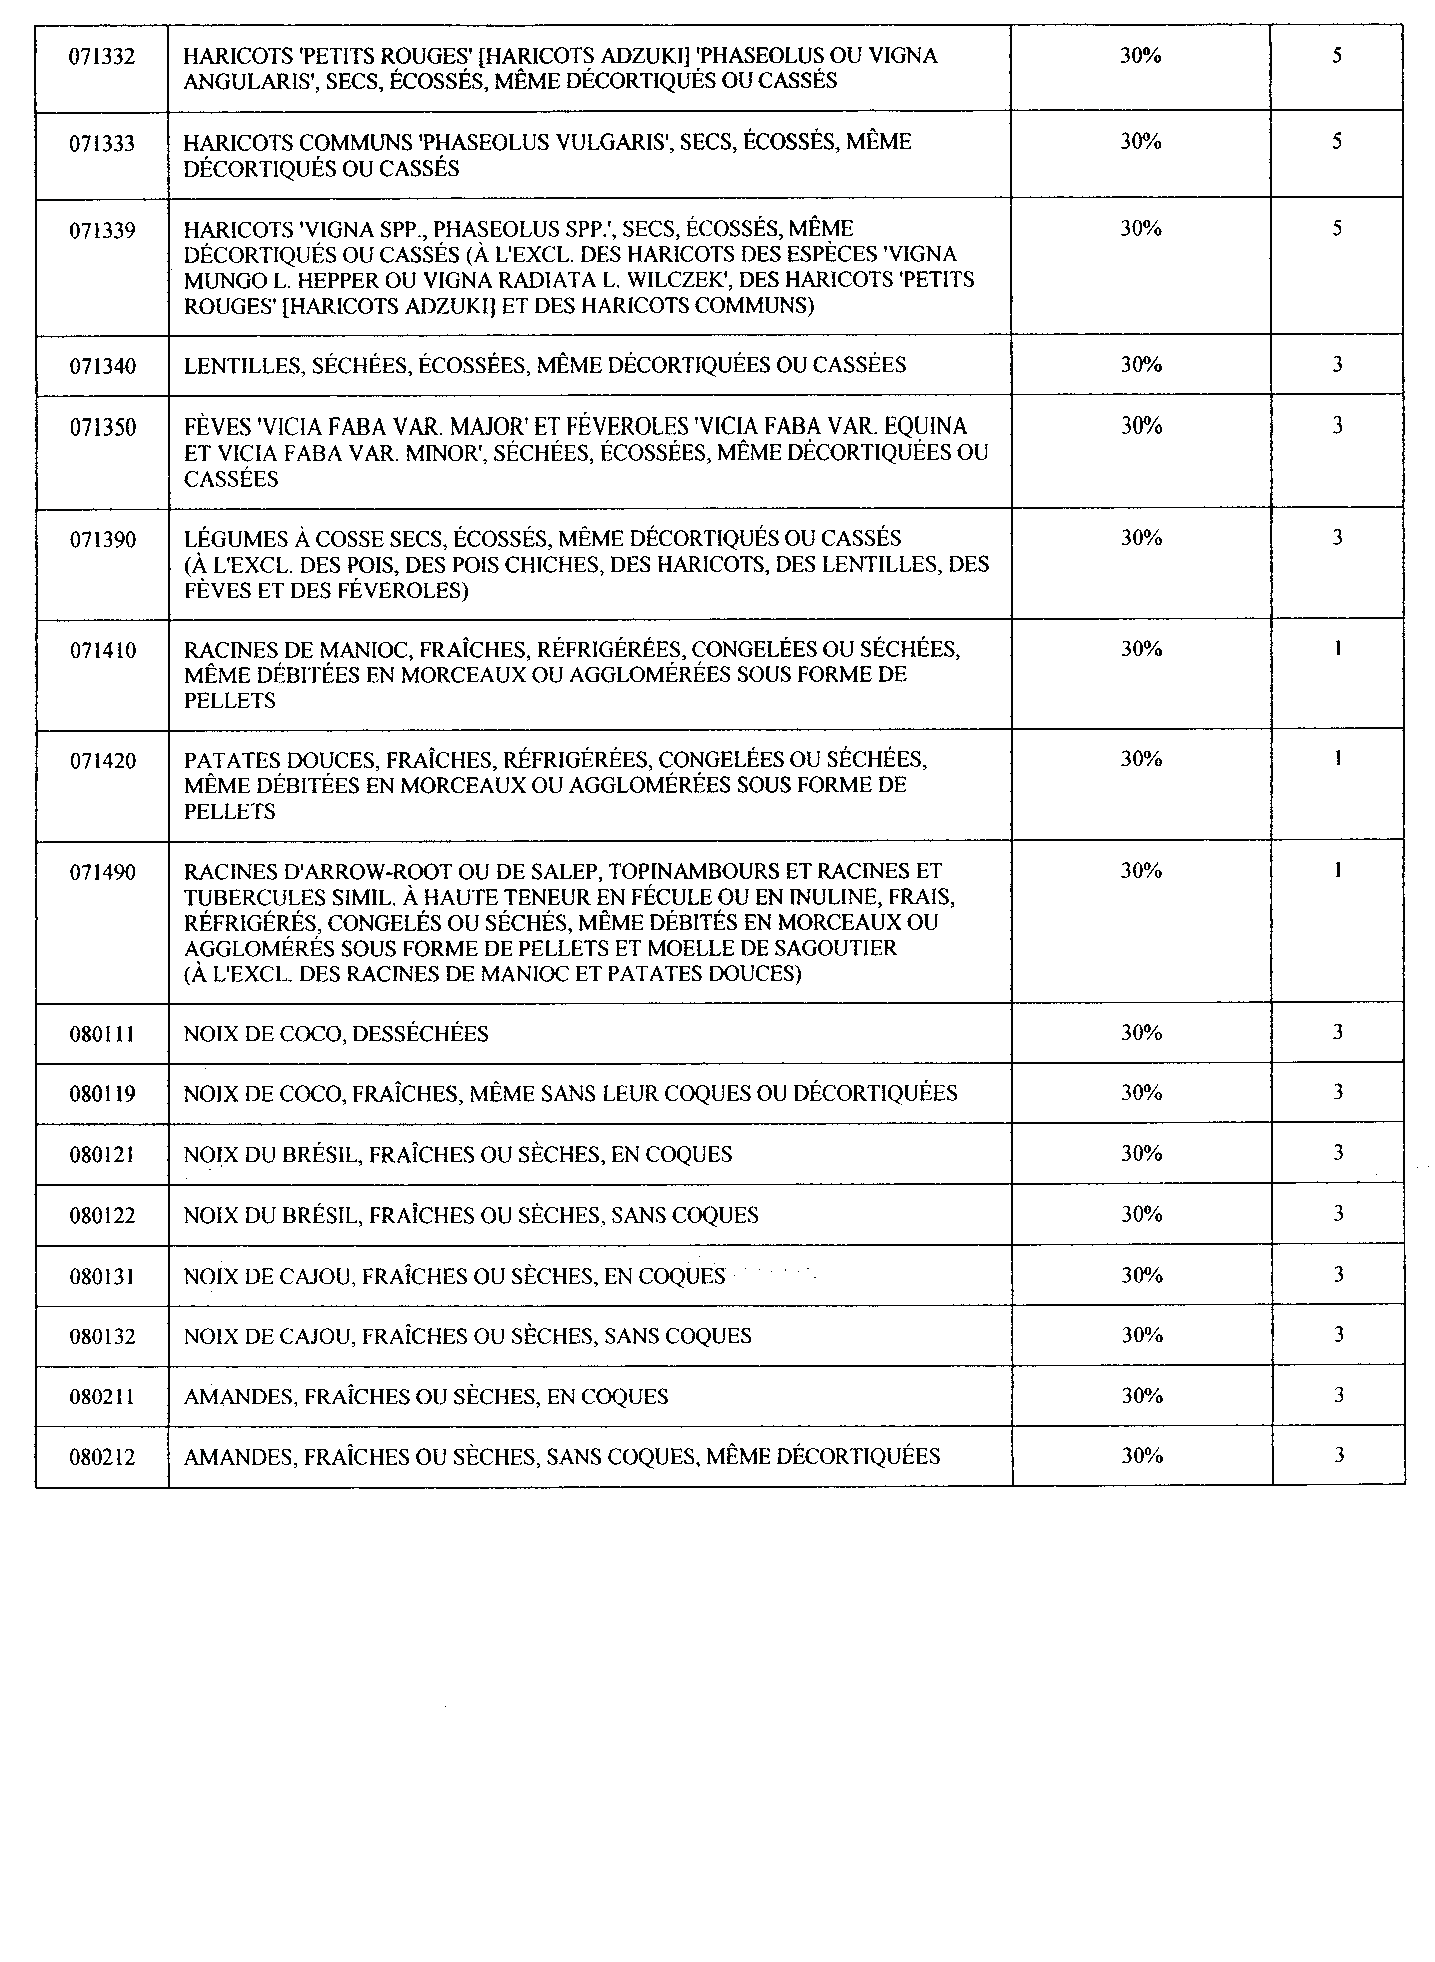 071332 HARICOTS 'PETITS ROUGES' [HARICOTS ADZUKI] 'PHASEOLUS OU VIGNA 30% 5
ANGULARIS', SECS, ÉCOSSÉS, MÊME DÉCORTIQUÉS OU CASSÉS
071333 HARICOTS COMMUNS 'PHASEOLUS VULGARIS', SECS, ÉCOSSÉS, MÊME 30% 5
DÉCORTIQUÉS OU CASSÉS
071339 HARICOTS 'VIGNA SPP., PHASEOLUS SPP.', SECS, ÉCOSSÉS, MÊME 30% 5
DÉCORTIQUÉS OU CASSÉS (À L'EXCL. DES HARICOTS DES ESPÈCES 'VIGNA
MUNGO L. HEPPER OU VIGNA RADIATA L. WILCZEK', DES HARICOTS 'PETITS
ROUGES' [HARICOTS ADZUKI] ET DES HARICOTS COMMUNS)
071340 LENTILLES, SÉCHÉES, ÉCOSSÉES, MÊME DÉCORTIQUÉES OU CASSÉES 30% 3
071350 FÈVES 'VICIA FABA VAR. MAJOR' ET FÉVEROLES 'VICIA FABA VAR. EQUINA 30% 3
ET VICIA FABA VAR. MINOR', SÉCHÉES, ÉCOSSÉES, MÊME DÉCORTIQUÉES OU
CASSÉES
071390 LÉGUMES À COSSE SECS, ÉCOSSÉS, MÊME DÉCORTIQUÉS OU CASSÉS 30% 3
(À L'EXCL. DES POIS, DES POIS CHICHES, DES HARICOTS, DES LENTILLES, DES
FÈVES ET DES FÉVEROLES)
071410 RACINES DE MANIOC, FRAÎCHES, RÉFRIGÉRÉES, CONGELÉES OU SÉCHÉES, 30% 1
MÊME DÉBITÉES EN MORCEAUX OU AGGLOMÉRÉES SOUS FORME DE
PELLETS
071420 PATATES DOUCES, FRAÎCHES, RÉFRIGÉRÉES, CONGELÉES OU SÉCHÉES, 30% 1
MÊME DÉBITÉES EN MORCEAUX OU AGGLOMÉRÉES SOUS FORME DE
PELLETS
071490 RACINES D'ARROW-ROOT OU DE SALEP, TOPINAMBOURS ET RACINES ET 30% 1
TUBERCULES SIMIL. À HAUTE TENEUR EN FÉCULE OU EN INULINE, FRAIS,
RÉFRIGÉRÉS, CONGELÉS OU SÉCHÉS, MÊME DÉBITÉS EN MORCEAUX OU
AGGLOMÉRÉS SOUS FORME DE PELLETS ET MOELLE DE SAGOUTIER
(À L'EXCL. DES RACINES DE MANIOC ET PATATES DOUCES)
080111 NOIX DE COCO, DESSÉCHÉES 30% 3
080119 NOIX DE COCO, FRAÎCHES, MÊME SANS LEUR COQUES OU DÉCORTIQUÉES 30% 3
080121 NOIX DU BRÉSIL, FRAÎCHES OU SÈCHES, EN COQUES 30% 3
080122 NOIX DU BRÉSIL, FRAÎCHES OU SÈCHES, SANS COQUES 30% 3
080131 NOIX DE CAJOU, FRAÎCHES OU SÈCHES, EN COQUES 30% 3
080132 NOIX DE CAJOU, FRAÎCHES OU SÈCHES, SANS COQUES 30% 3
080211 AMANDES, FRAÎCHES OU SÈCHES, EN COQUES 30% 3
080212 AMANDES, FRAÎCHES OU SÈCHES, SANS COQUES, MÊME DÉCORTIQUÉES 30% 3